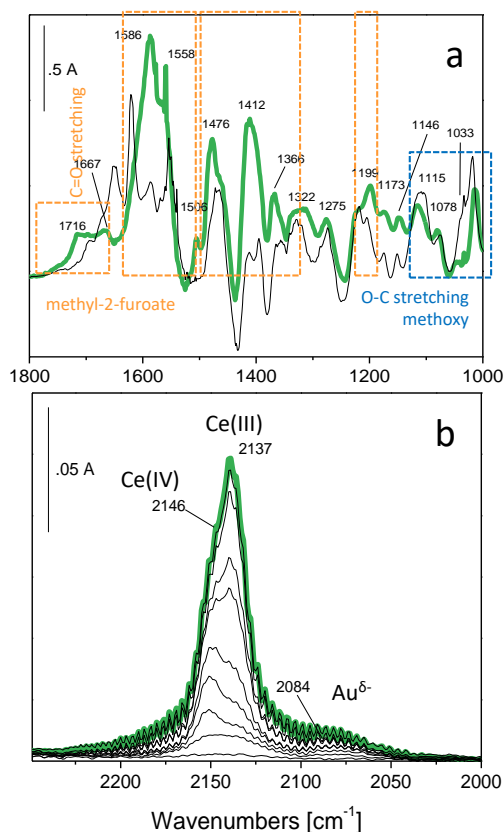 a
.5 A
1586
1558
1476
1412
1146
1033
C=O stretching
1667
1366
1506
1322
1199
1173
1115
1716
1275
1078
methyl-2-furoate
O-C stretching
methoxy
1800 1600 1400 1200 1000
b
Ce(III)
.05 A
2137
Ce(IV)
2146
2084
Auδ-
2200 2150 2100 2050 2000
Wavenumbers [cm-1]